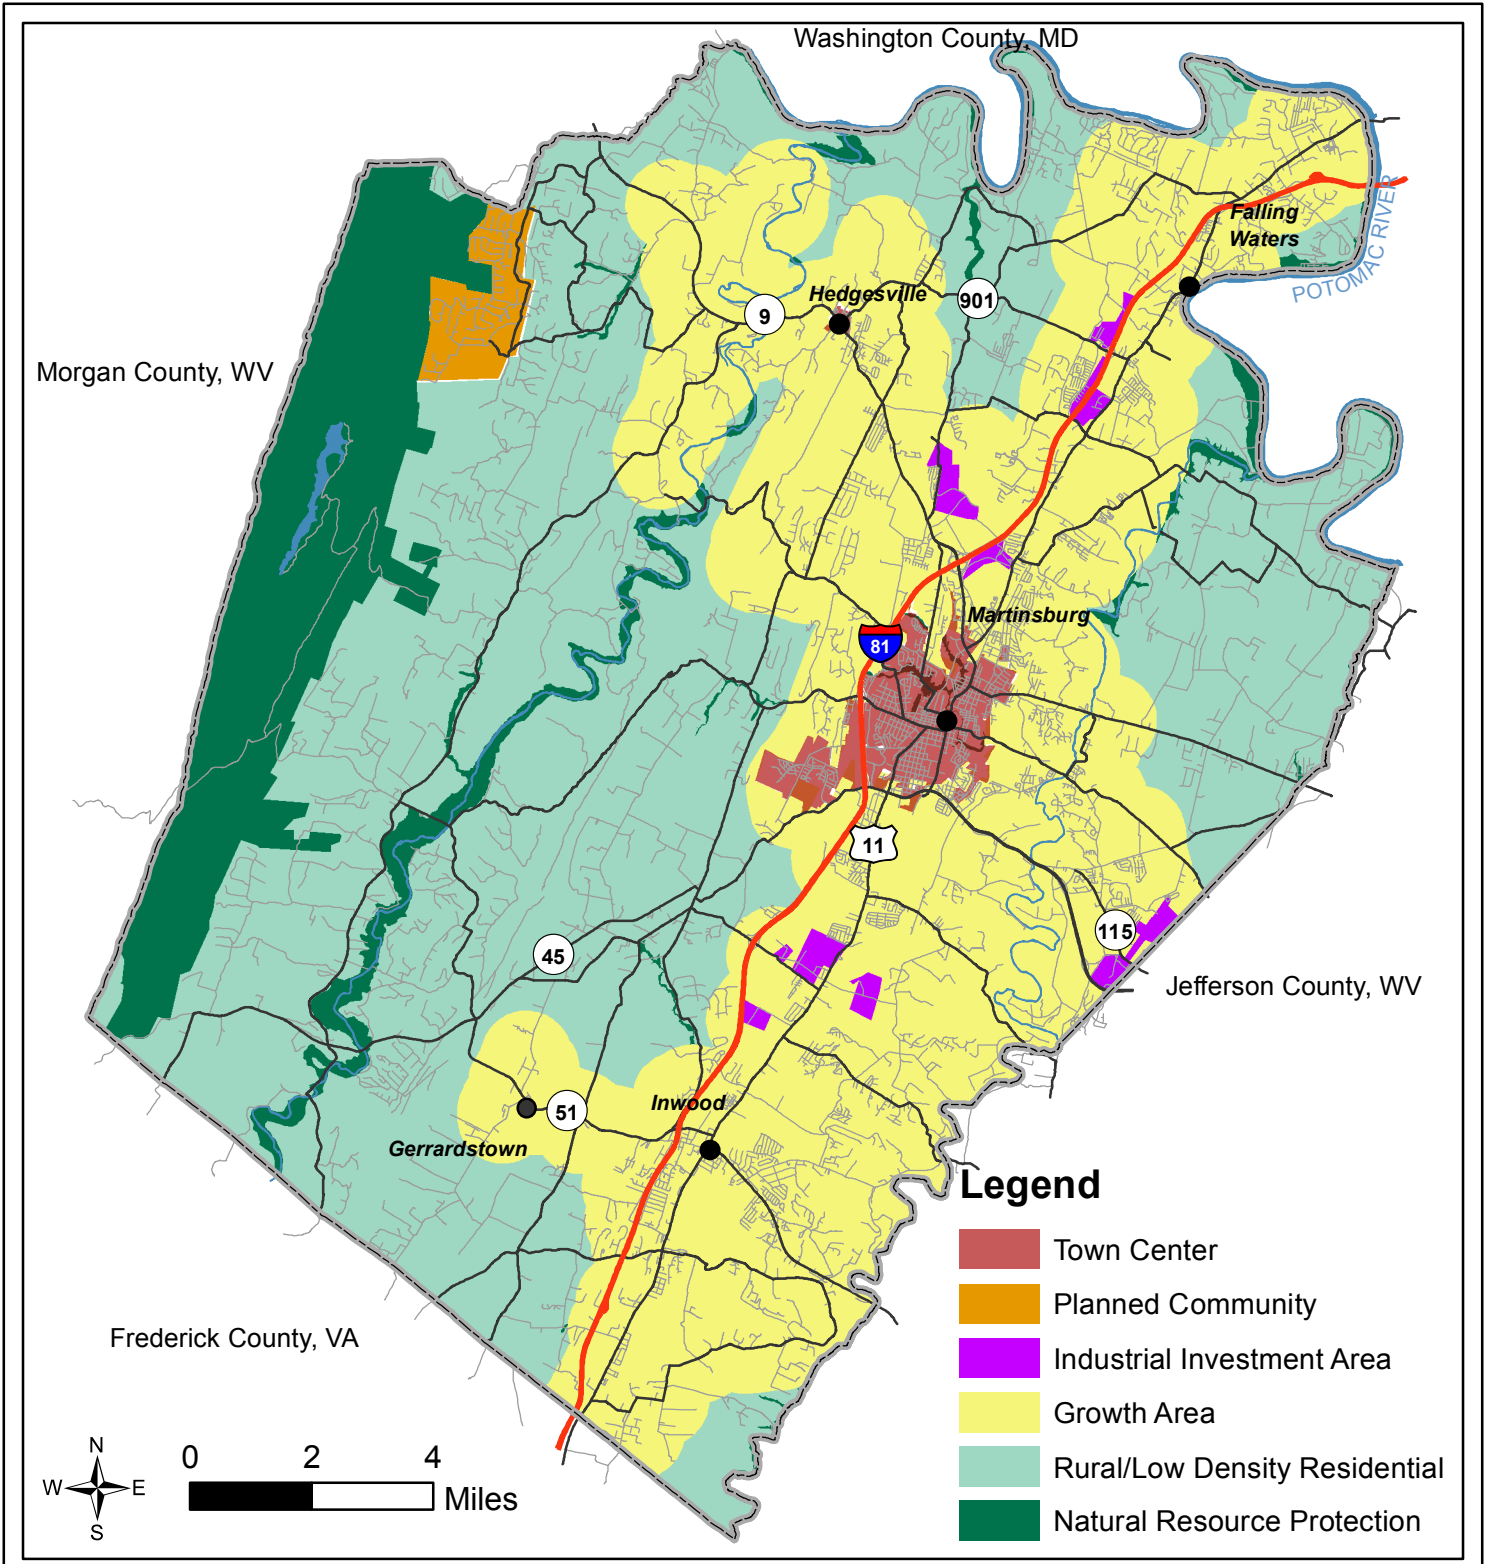 Washington County, MD
Falling
Waters
POTOMAC RIVER
Hedgesville
901
9
Morgan County, WV
Martinsburg
81
11
115
45
Jefferson County, WV
Inwood
51
Gerrardstown
Frederick County, VA
Legend
Town Center
Planned Community
Industrial Investment Area
Growth Area
Rural/Low Density Residential
Natural Resource Protection
N
W E
S
0 2 4
Miles